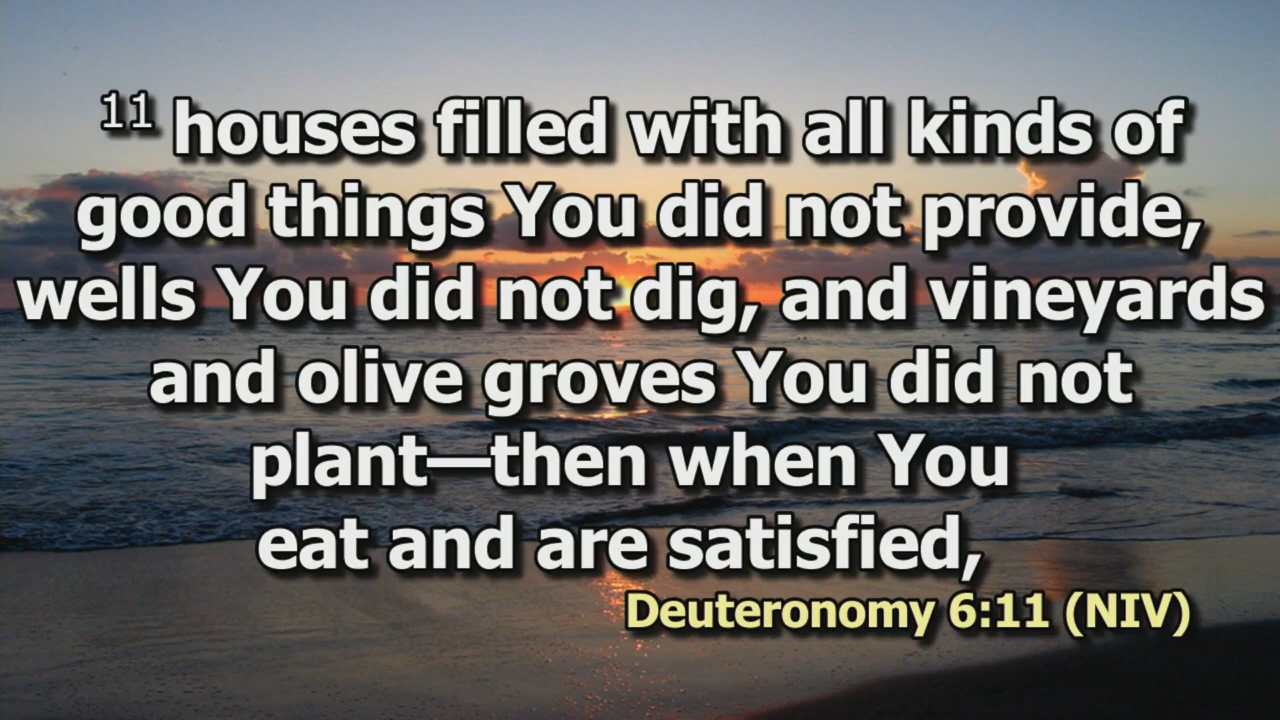 11 houses filled with all kinds of
good things You did not provide,
wells You did not dig, and vineyards
and olive groves You did not
plant—then when You
eat and are satisfied,
Deuteronomy 6:11 (NIV)